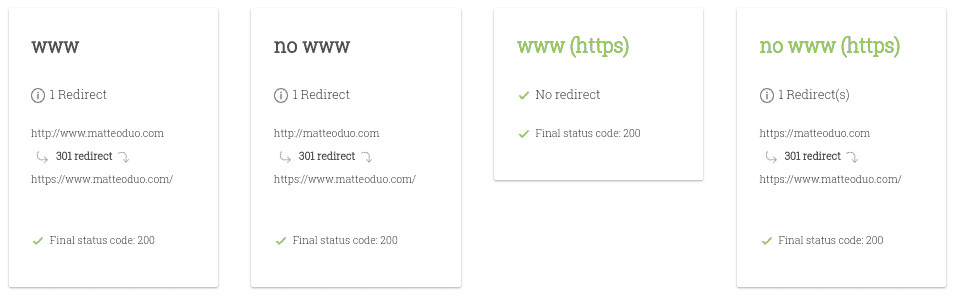 www
1 Redirect
http://www.matteoduo.com
301 redirect
https://www.matteoduo.com/
Final status code: 200
no www
1 Redirect
http://matteoduo.com
301 redirect
https://www.matteoduo.com/
Final status code: 200
www (https)
No redirect
Final status code: 200
no www (https)
1 Redirect(s)
https://matteoduo.com
301 redirect
https://www.matteoduo.com/
Final status code: 200